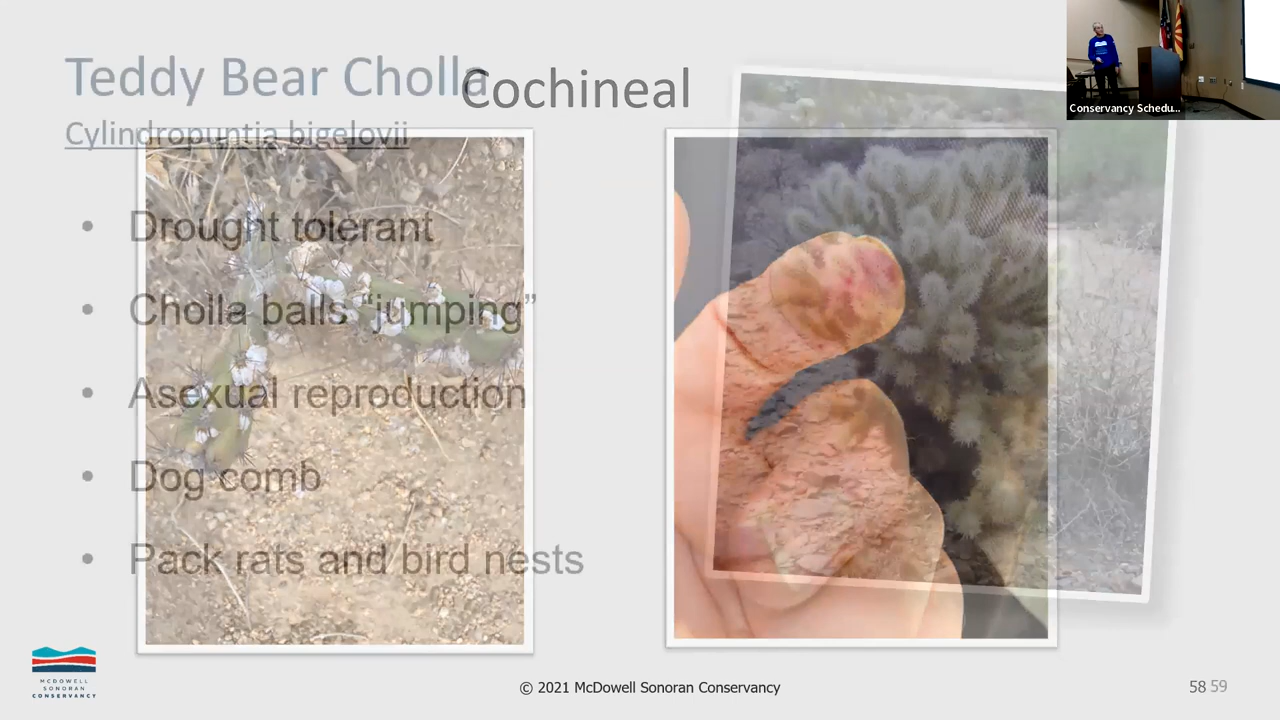 Teddy Bear Cholla
Cochineal
Cylindropuntia bigelovii
• Drought tolerant
• Cholla balls “jumping”
• Asexual reproduction
• Dog comb
• Pack rats and bird nests
Conservancy Schedu...
MCDOWELL
SONORAN
CONSERVANCY
© 2021 McDowell Sonoran Conservancy
58 59